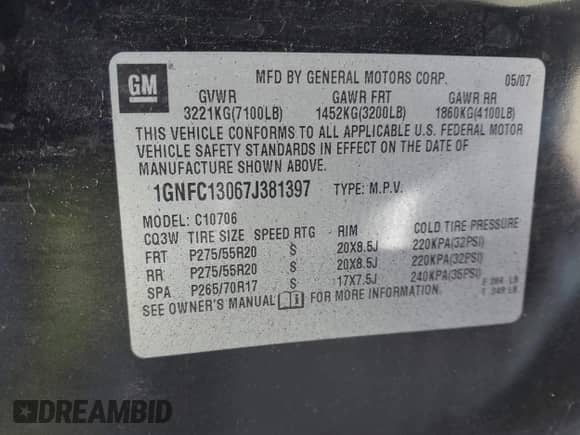 GM
MFD BY GENERAL MOTORS CORP. 05/07
GVWR GAWR FRT GAWR RR
3221KG(7100LB) 1452KG(3200LB) 1860KG(4100LB)
THIS VEHICLE CONFORMS TO ALL APPLICABLE U.S. FEDERAL MOTOR
VEHICLE SAFETY STANDARDS IN EFFECT ON THE DATE OF
MANUFACTURE SHOWN ABOVE.
1GNFC13067J381397 TYPE: M.P.V.
MODEL: C10706
CQ3W TIRE SIZE SPEED RTG RIM COLD TIRE PRESSURE
FRT P275/55R20 S 20X8.5J 220KPA(32PSI)
RR P275/55R20 S 20X8.5J 220KPA(32PSI)
SPA P265/70R17 S 17X7.5J 240KPA(35PSI)
SEE OWNER'S MANUAL FOR MORE INFORMATION.
DREAMBID